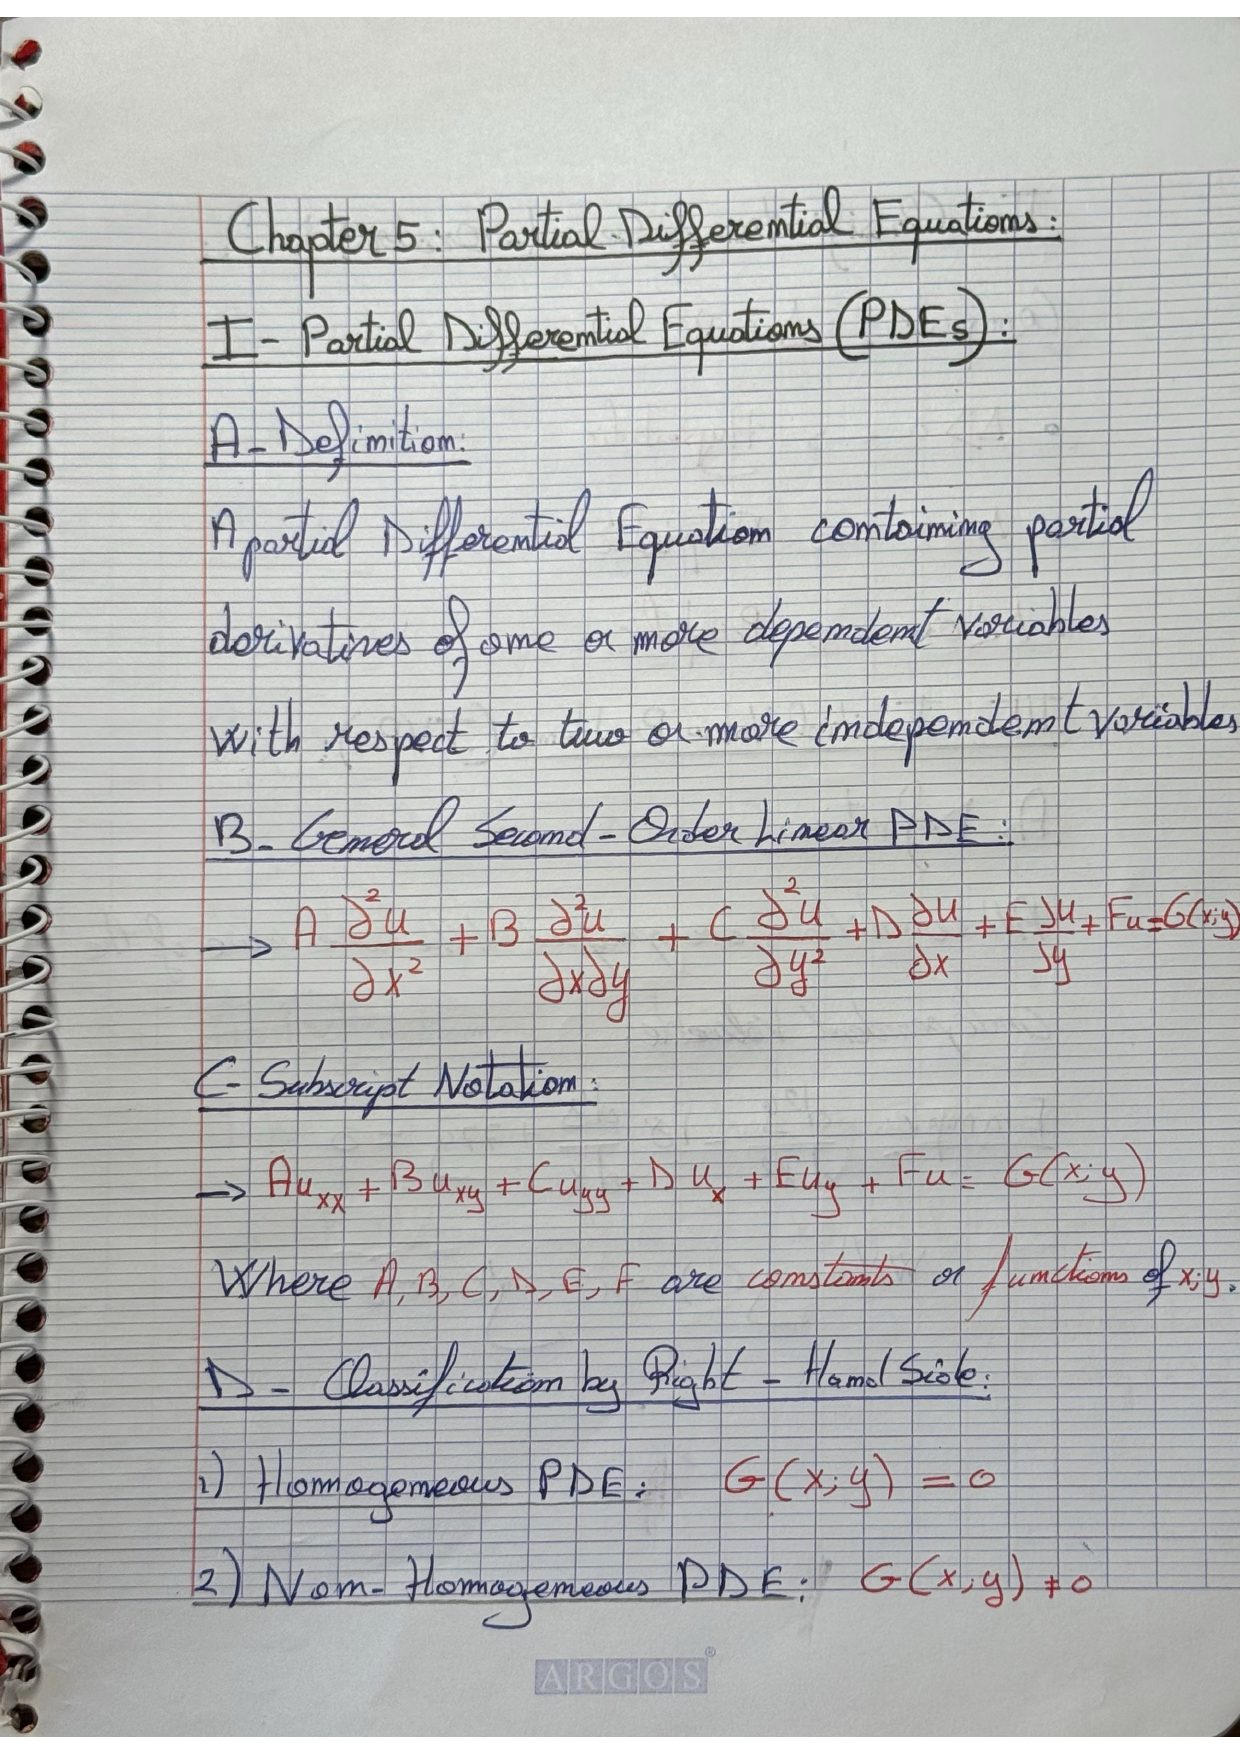 Chapter 5: Partial Differential Equations:
I- Partial Differential Equations (PDEs):
A- Definition:
A partial Differential Equation containing partial
derivatives of one or more dependent variables
with respect to two or more independent variables
B- General Second-Order Linear PDE:
→ A ∂²u/∂x² + B ∂²u/∂x∂y + C ∂²u/∂y² + D ∂u/∂x + E ∂u/∂y + Fu = G(x;y)
C- Subscript Notation:
→ Au_xx + Bu_xy + Cu_yy + D u_x + Eu_y + Fu = G(x;y)
Where A, B, C, D, E, F are constants or functions of x;y.
D- Classification by Right-Hand Side:
1) Homogeneous PDE: G(x;y) = 0
2) Non-Homogeneous PDE: G(x;y) ≠ 0
ARGOS®